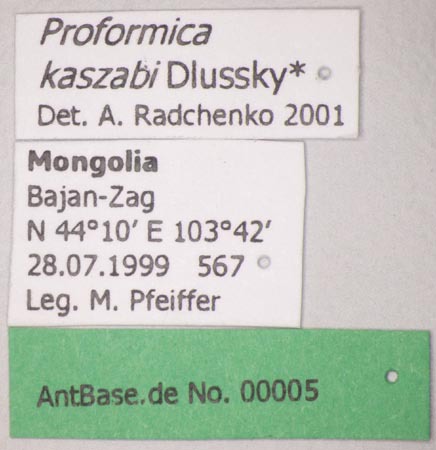 Proformica
kaszabi Dlussky*
Det. A. Radchenko 2001
Mongolia
Bajan-Zag
N 44°10′ E 103°42′
28.07.1999 567
Leg. M. Pfeiffer
AntBase.de No. 00005